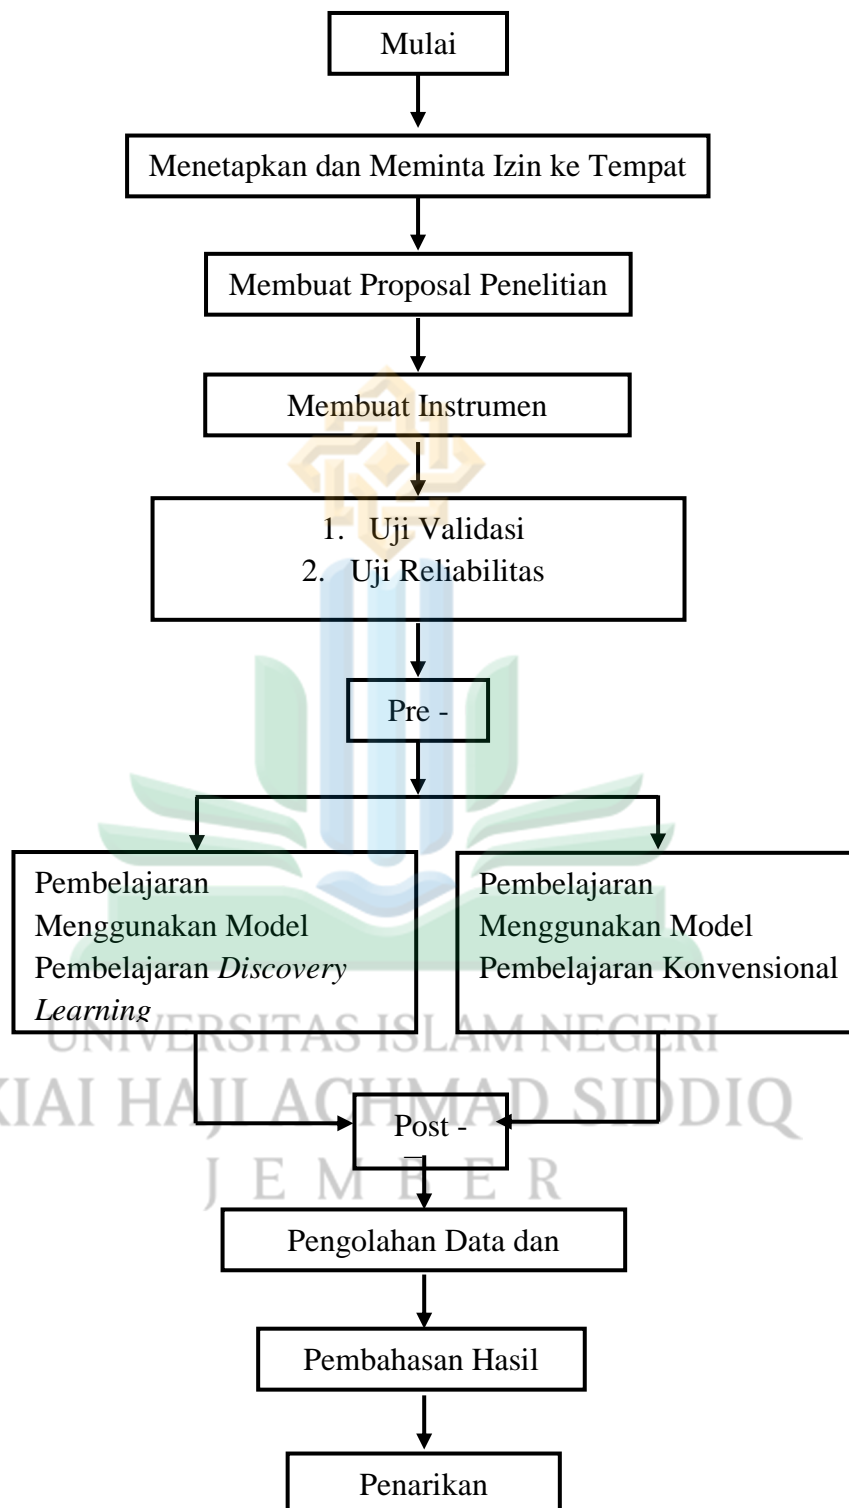 Mulai
Menetapkan dan Meminta Izin ke Tempat
Membuat Proposal Penelitian
Membuat Instrumen
1. Uji Validasi
2. Uji Reliabilitas
Pre -
Pembelajaran
Menggunakan Model
Pembelajaran Discovery
Learning
Pembelajaran
Menggunakan Model
Pembelajaran Konvensional
UNIVERSITAS ISLAM NEGERI
KIAI HAJI ACHMAD SIDDIQ
Post -
JEMBER
Pengolahan Data dan
Pembahasan Hasil
Penarikan